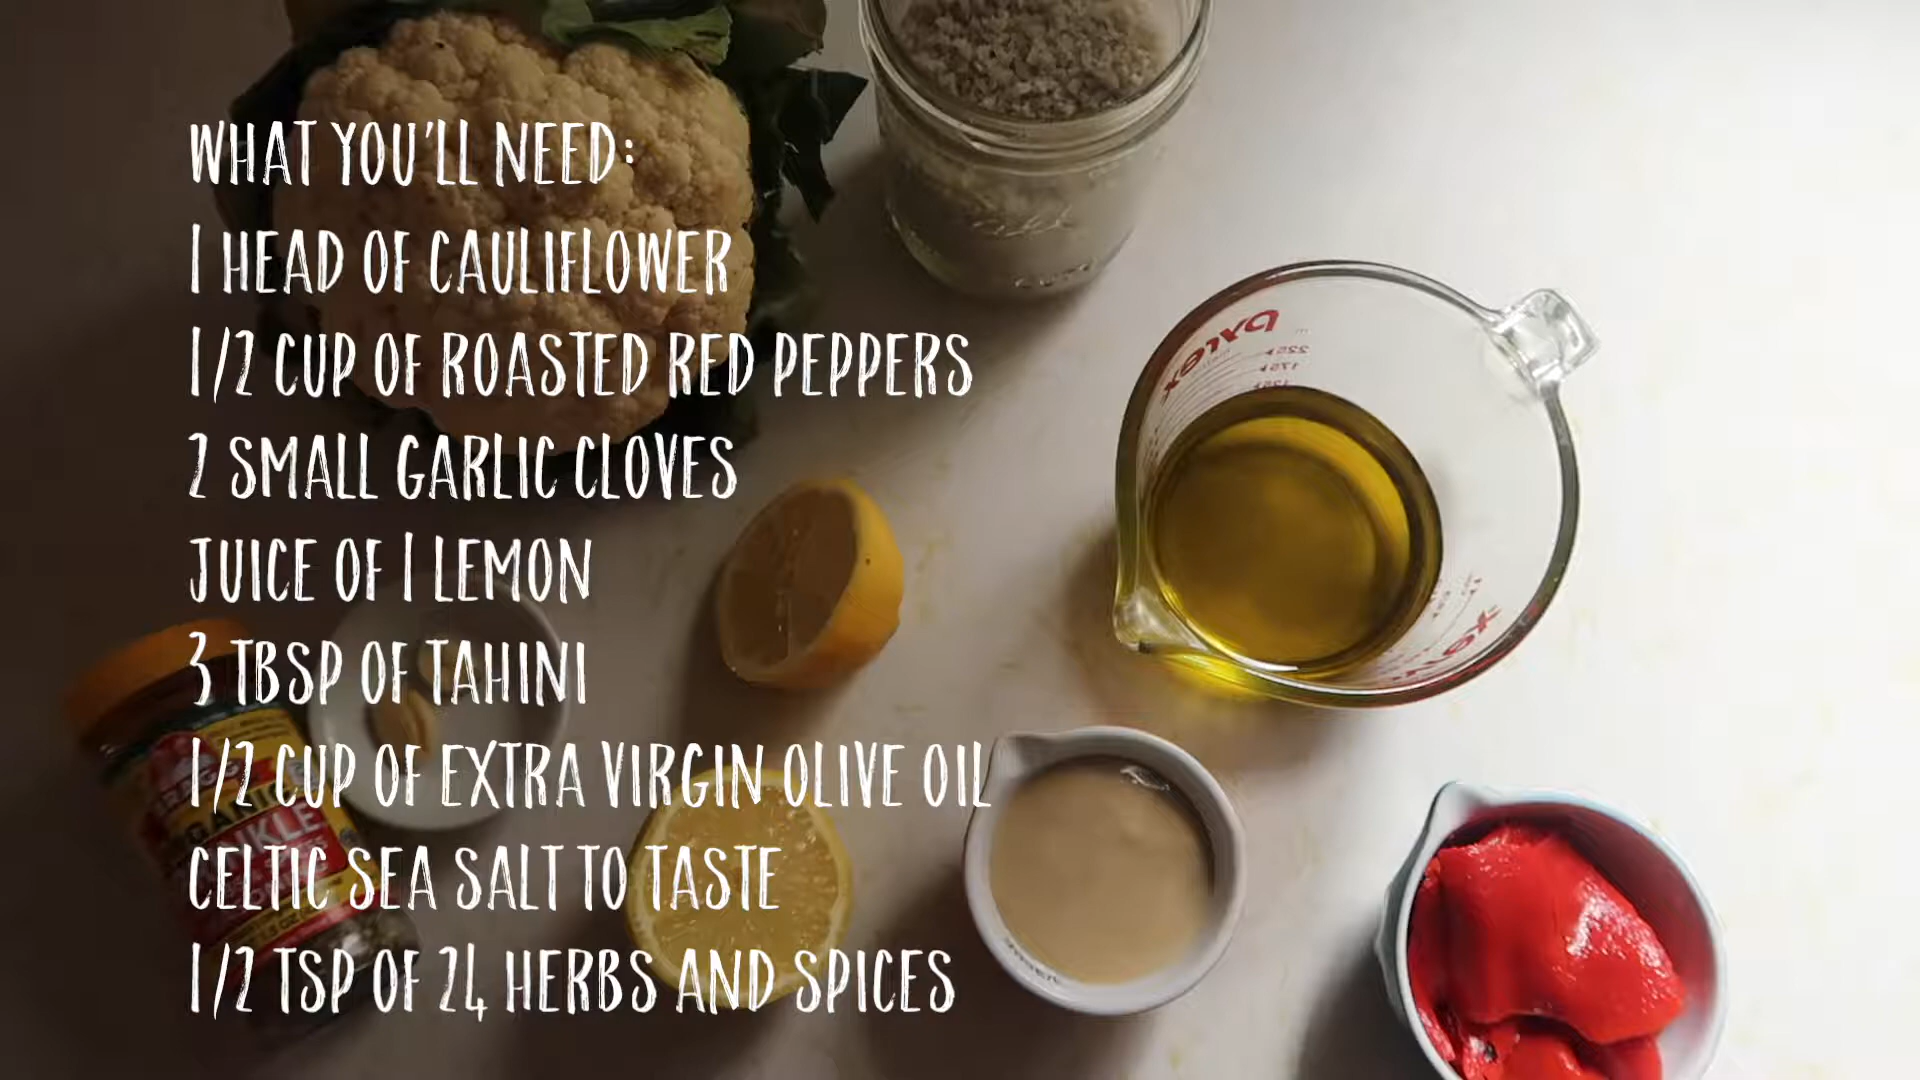 WHAT YOU'LL NEED:
1 HEAD OF CAULIFLOWER
1/2 CUP OF ROASTED RED PEPPERS
2 SMALL GARLIC CLOVES
JUICE OF 1 LEMON
3 TBSP OF TAHINI
1/2 CUP OF EXTRA VIRGIN OLIVE OIL
CELTIC SEA SALT TO TASTE
1/2 TSP OF 24 HERBS AND SPICES
PYREX